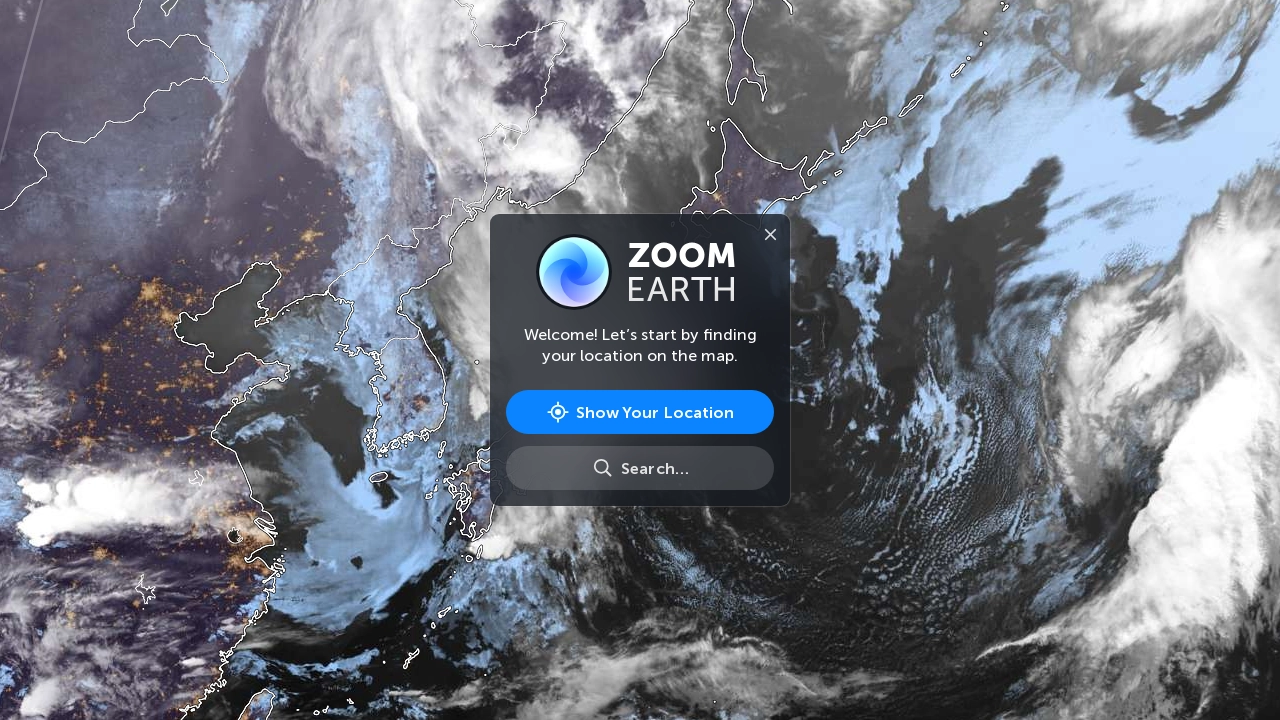 ZOOM
EARTH
Welcome! Let’s start by finding
your location on the map.
Show Your Location
Search...